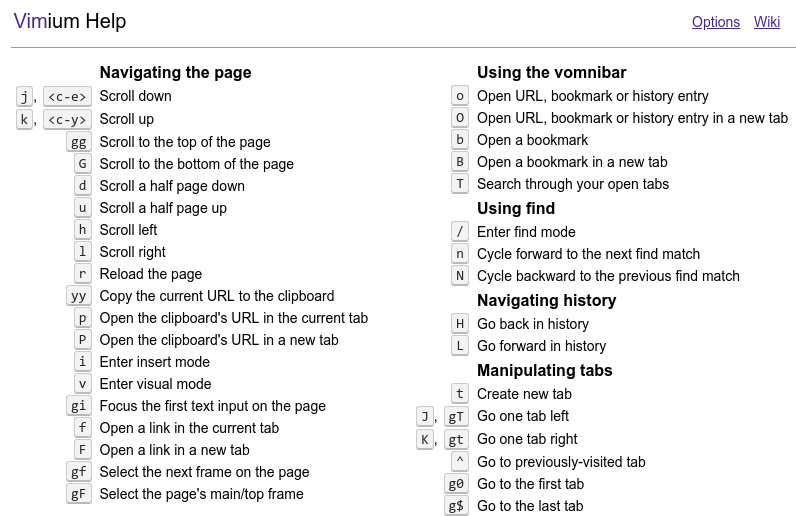 Vimium Help
Options Wiki
Navigating the page
j, <c-e> Scroll down
k, <c-y> Scroll up
gg Scroll to the top of the page
G Scroll to the bottom of the page
d Scroll a half page down
u Scroll a half page up
h Scroll left
l Scroll right
r Reload the page
yy Copy the current URL to the clipboard
p Open the clipboard's URL in the current tab
P Open the clipboard's URL in a new tab
i Enter insert mode
v Enter visual mode
gi Focus the first text input on the page
f Open a link in the current tab
F Open a link in a new tab
gf Select the next frame on the page
gF Select the page's main/top frame
Using the vomnibar
o Open URL, bookmark or history entry
O Open URL, bookmark or history entry in a new tab
b Open a bookmark
B Open a bookmark in a new tab
T Search through your open tabs
Using find
/ Enter find mode
n Cycle forward to the next find match
N Cycle backward to the previous find match
Navigating history
H Go back in history
L Go forward in history
Manipulating tabs
t Create new tab
J, gT Go one tab left
K, gt Go one tab right
^ Go to previously-visited tab
g0 Go to the first tab
g$ Go to the last tab